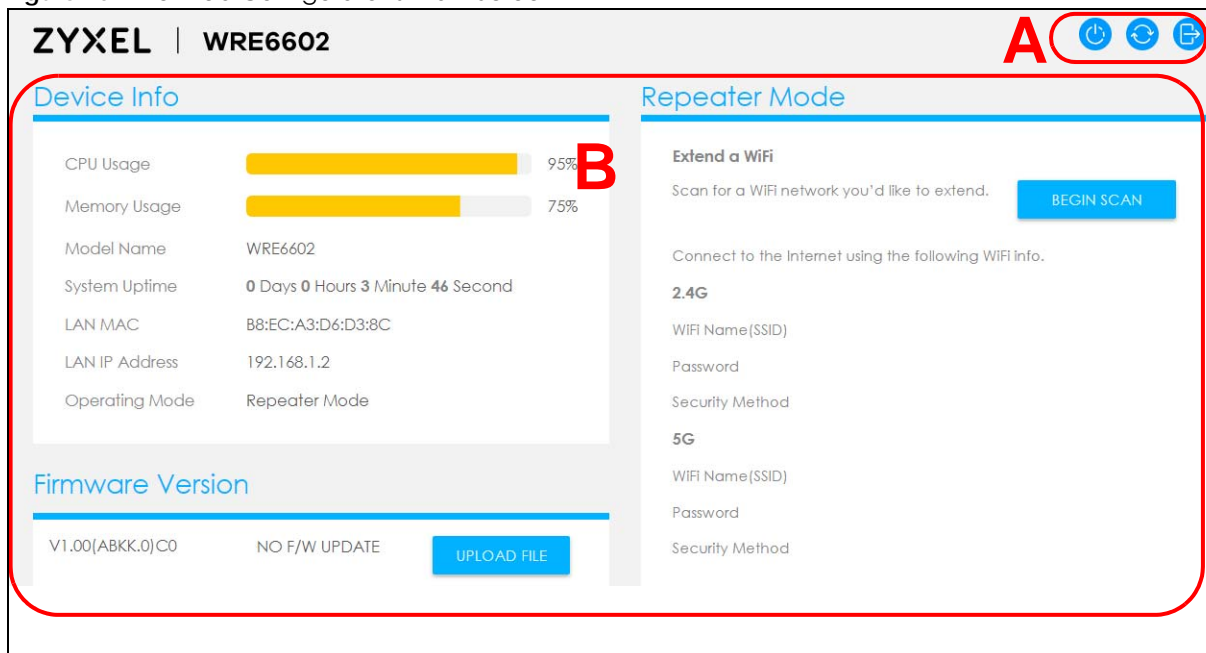 ZYXEL | WRE6602
A
Device Info
CPU Usage 95%
Memory Usage 75%
Model Name WRE6602
System Uptime 0 Days 0 Hours 3 Minute 46 Second
LAN MAC B8:EC:A3:D6:D3:8C
LAN IP Address 192.168.1.2
Operating Mode Repeater Mode
B
Firmware Version
V1.00(ABKK.0)C0 NO F/W UPDATE UPLOAD FILE
Repeater Mode
Extend a WiFi
Scan for a WiFi network you'd like to extend. BEGIN SCAN
Connect to the Internet using the following WiFi info.
2.4G
WiFi Name(SSID)
Password
Security Method
5G
WiFi Name(SSID)
Password
Security Method